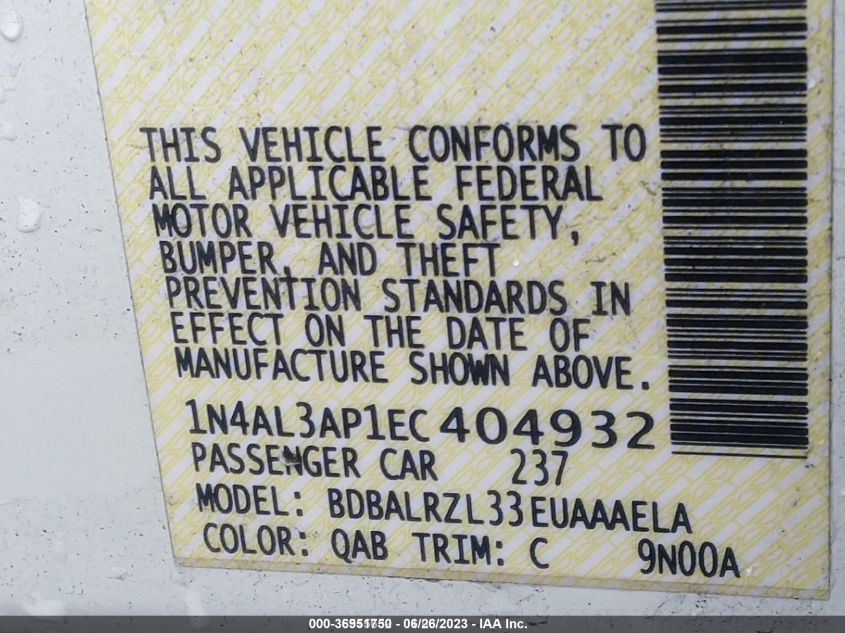 THIS VEHICLE CONFORMS TO
ALL APPLICABLE FEDERAL
MOTOR VEHICLE SAFETY,
BUMPER, AND THEFT
PREVENTION STANDARDS IN
EFFECT ON THE DATE OF
MANUFACTURE SHOWN ABOVE.
1N4AL3AP1EC404932
PASSENGER CAR 237
MODEL: BDBALRZL33EUAAAELA
COLOR: QAB TRIM: C 9N00A
000-36951750 - 06/26/2023 - IAA Inc.